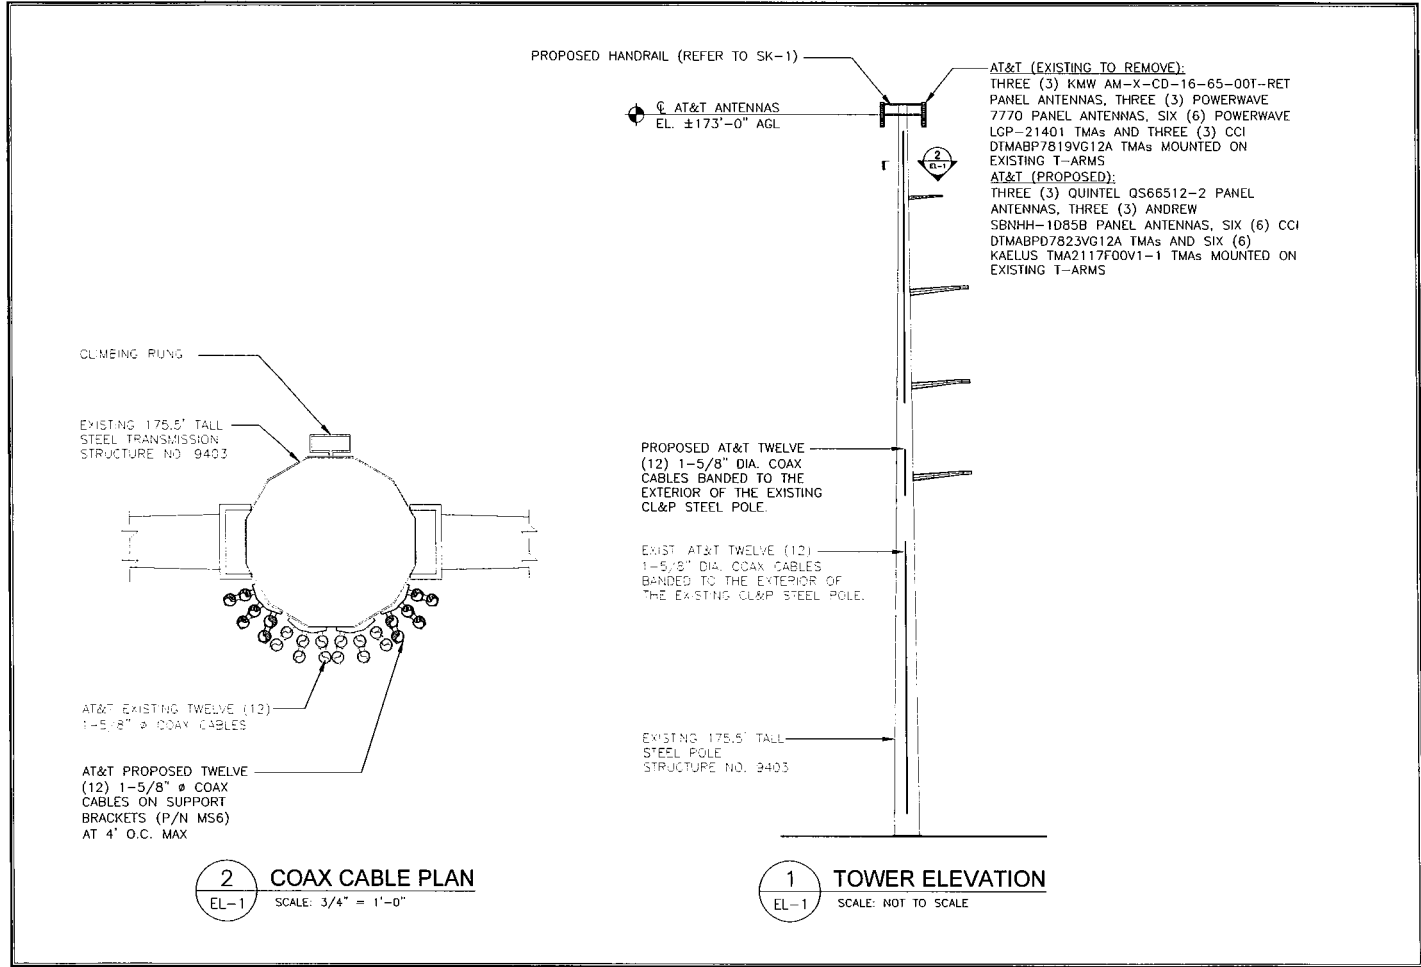 PROPOSED HANDRAIL (REFER TO SK-1)
℄ AT&T ANTENNAS
EL. ±173'-0" AGL
AT&T (EXISTING TO REMOVE):
THREE (3) KMW AM-X-CD-16-65-00T-RET
PANEL ANTENNAS, THREE (3) POWERWAVE
7770 PANEL ANTENNAS, SIX (6) POWERWAVE
LGP-21401 TMAs AND THREE (3) CCI
DTMABP7819VG12A TMAs MOUNTED ON
EXISTING T-ARMS
AT&T (PROPOSED):
THREE (3) QUINTEL QS66512-2 PANEL
ANTENNAS, THREE (3) ANDREW
SBNHH-1D85B PANEL ANTENNAS, SIX (6) CCI
DTMABPD7823VG12A TMAs AND SIX (6)
KAELUS TMA2117F00V1-1 TMAs MOUNTED ON
EXISTING T-ARMS
2
EL-1
CLIMBING RUNG
EXISTING 175.5' TALL
STEEL TRANSMISSION
STRUCTURE NO. 9403
AT&T EXISTING TWELVE (12)
1-5/8" ø COAX CABLES
AT&T PROPOSED TWELVE
(12) 1-5/8" ø COAX
CABLES ON SUPPORT
BRACKETS (P/N MS6)
AT 4' O.C. MAX
PROPOSED AT&T TWELVE
(12) 1-5/8" DIA. COAX
CABLES BANDED TO THE
EXTERIOR OF THE EXISTING
CL&P STEEL POLE.
EXIST. AT&T TWELVE (12)
1-5/8" DIA. COAX CABLES
BANDED TO THE EXTERIOR OF
THE EXISTING CL&P STEEL POLE.
EXISTING 175.5' TALL
STEEL POLE
STRUCTURE NO. 9403
2
EL-1
COAX CABLE PLAN
SCALE: 3/4" = 1'-0"
1
EL-1
TOWER ELEVATION
SCALE: NOT TO SCALE